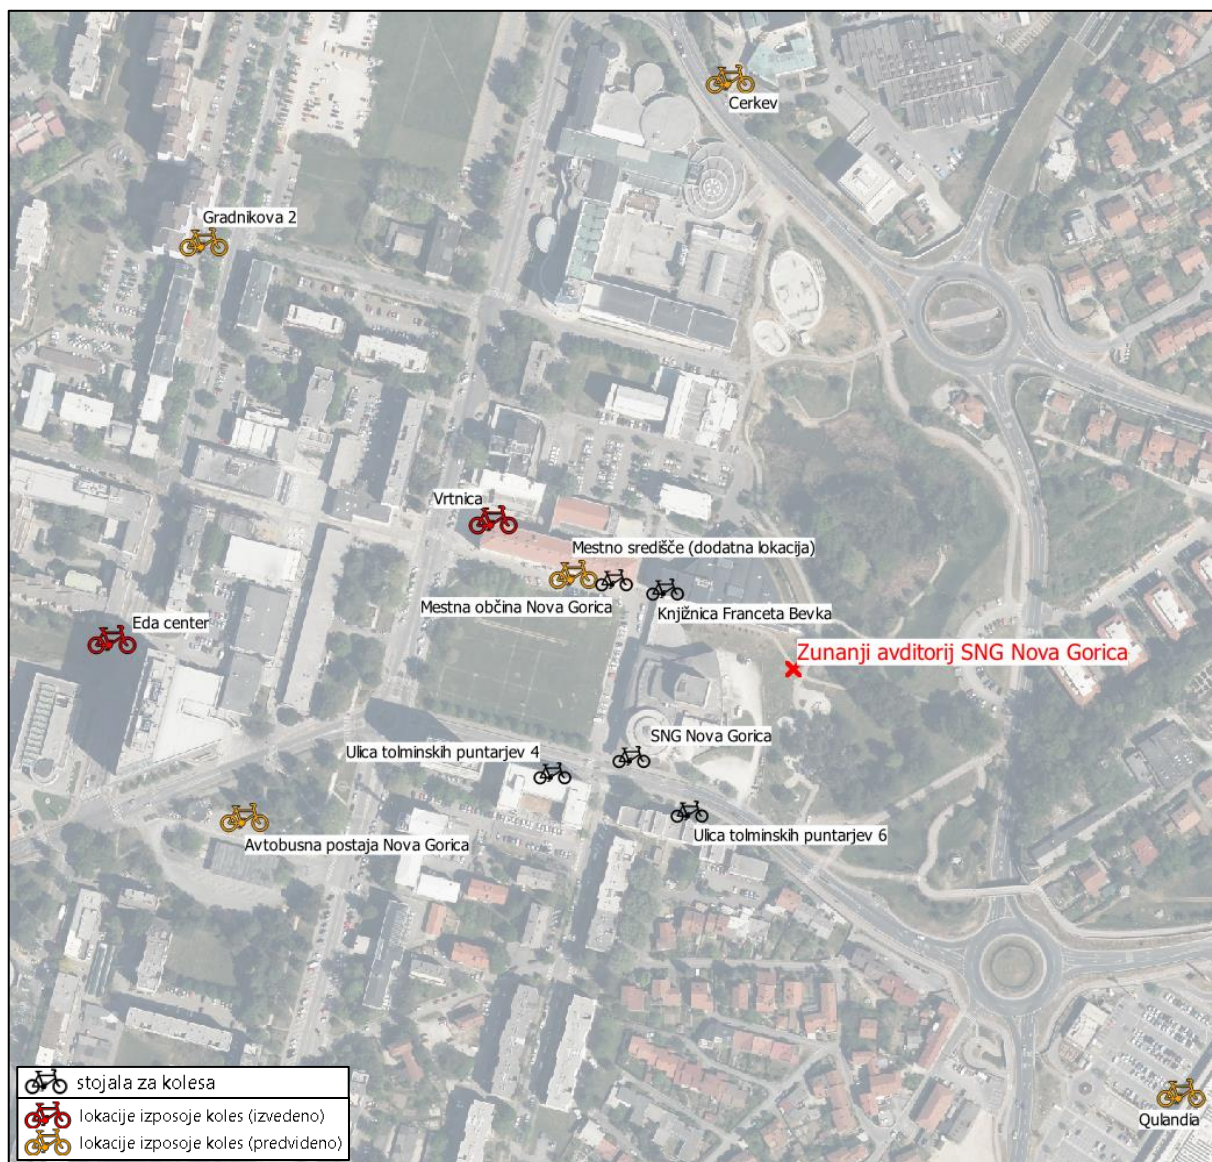 Cerkev
Gradnikova 2
Vrtnica
Mestno središče (dodatna lokacija)
Mestna občina Nova Gorica
Knjižnica Franceta Bevka
Eda center
Zunanji avditorij SNG Nova Gorica
SNG Nova Gorica
Ulica tolminskih puntarjev 4
Ulica tolminskih puntarjev 6
Avtobusna postaja Nova Gorica
Qulandia
stojala za kolesa
lokacije izposoje koles (izvedeno)
lokacije izposoje koles (predvideno)